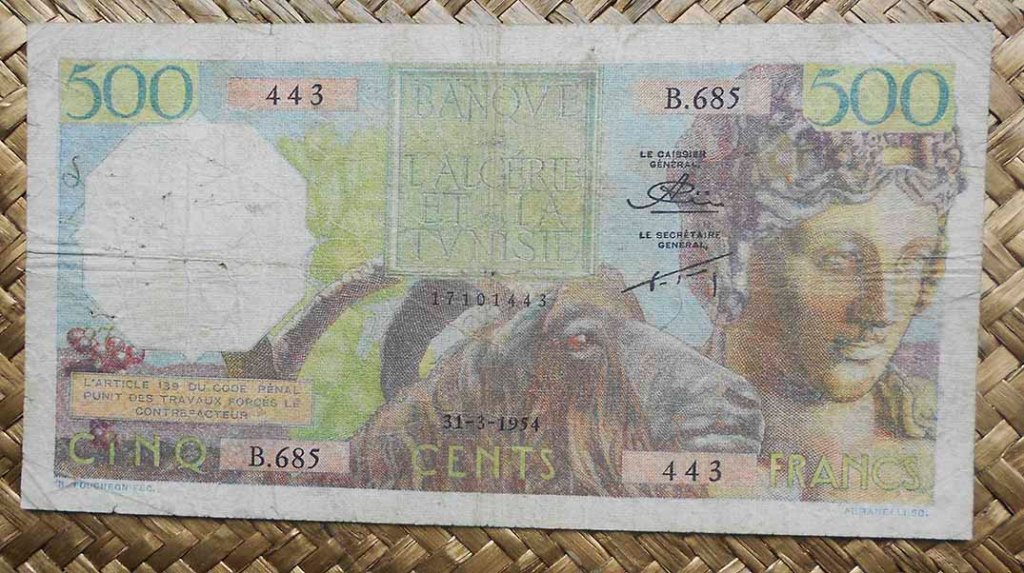 500
443
B.685
500
BANQUE
DE
L'ALGÉRIE
ET DE LA
TUNISIE
LE CAISSIER
GÉNÉRAL,
LE SECRÉTAIRE
GÉNÉRAL,
17101443
L'ARTICLE 139 DU CODE PÉNAL
PUNIT DES TRAVAUX FORCÉS LE
CONTREFACTEUR
31-3-1954
CINQ
B.685
CENTS
443
FRANCS
FEC.